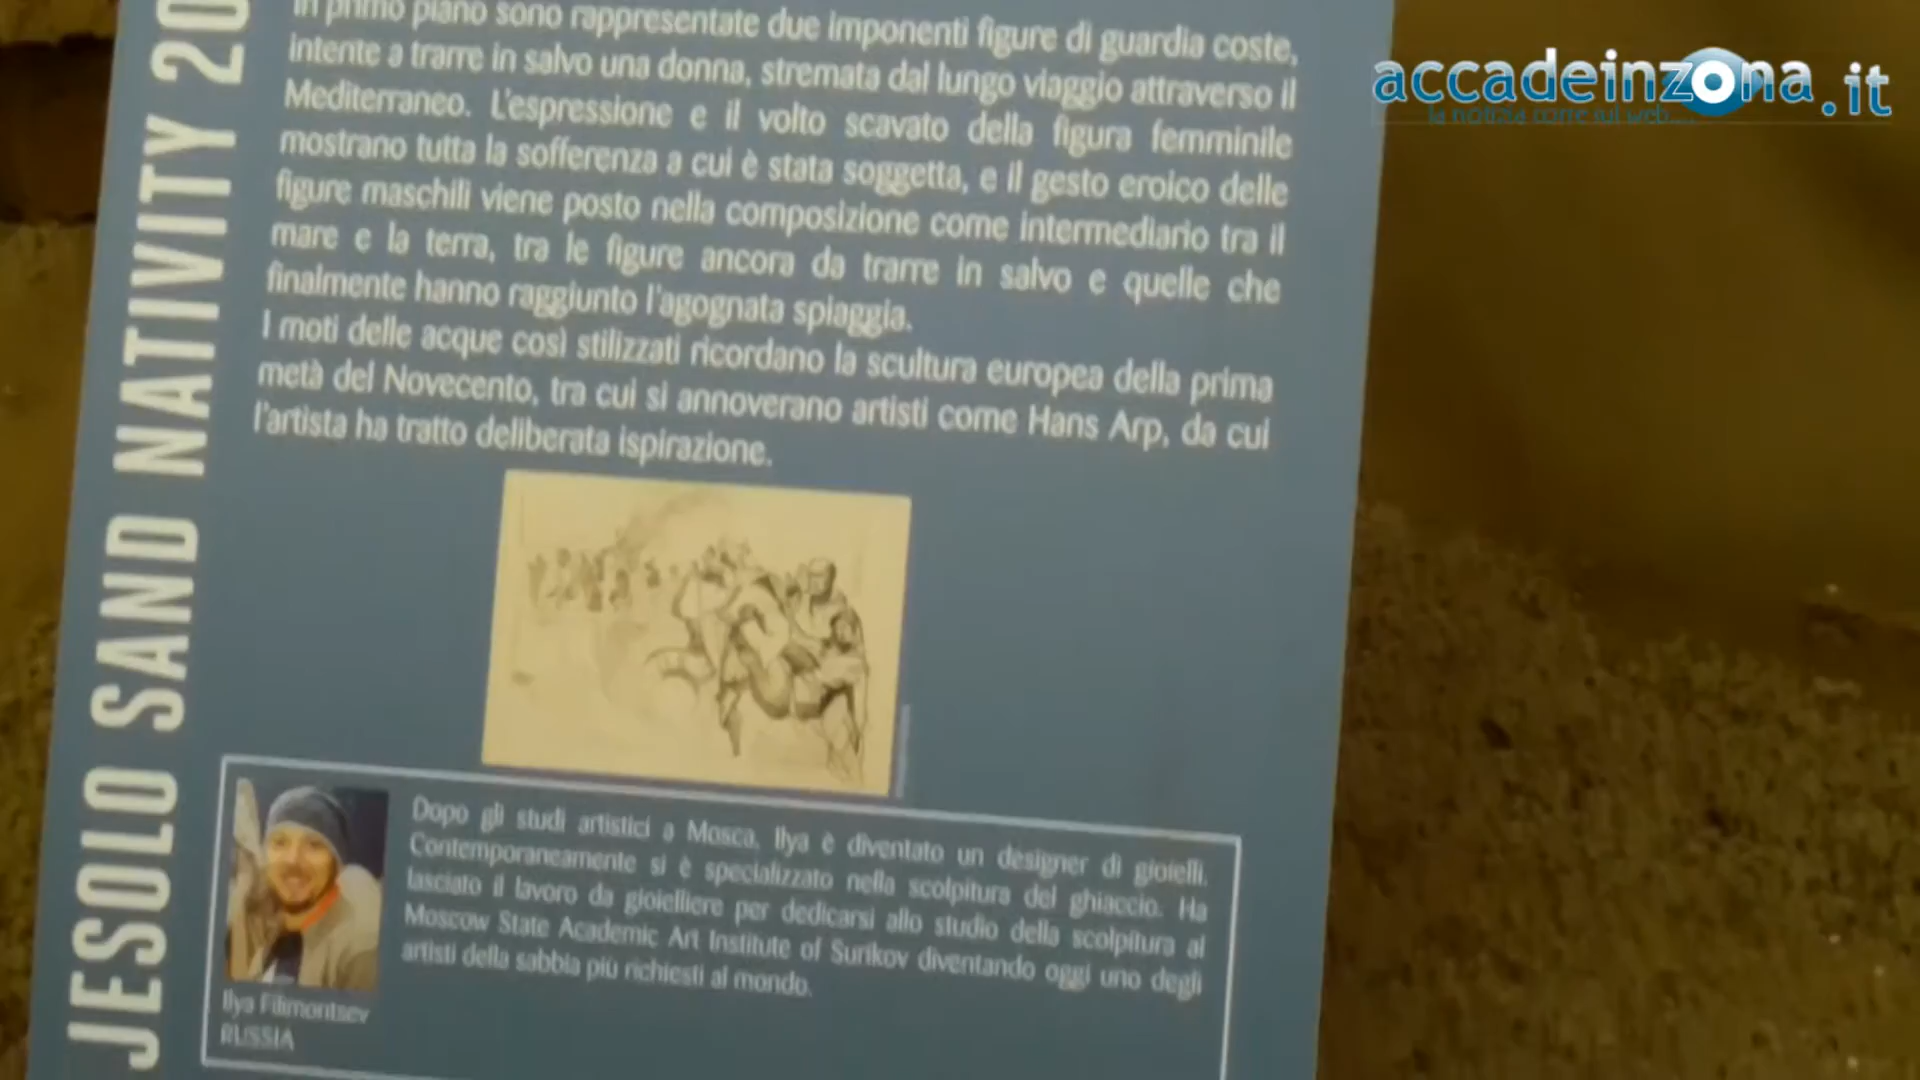 In primo piano sono rappresentate due imponenti figure di guardia coste,
intente a trarre in salvo una donna, stremata dal lungo viaggio attraverso il
Mediterraneo. L'espressione e il volto scavato della figura femminile
mostrano tutta la sofferenza a cui è stata soggetta, e il gesto eroico delle
figure maschili viene posto nella composizione come intermediario tra il
mare e la terra, tra le figure ancora da trarre in salvo e quelle che
finalmente hanno raggiunto l'agognata spiaggia.
I moti delle acque così stilizzati ricordano la scultura europea della prima
metà del Novecento, tra cui si annoverano artisti come Hans Arp, da cui
l'artista ha tratto deliberata ispirazione.
JESOLO SAND NATIVITY 20
Dopo gli studi artistici a Mosca, Ilya è diventato un designer di gioielli.
Contemporaneamente si è specializzato nella scolpitura del ghiaccio. Ha
lasciato il lavoro da gioielliere per dedicarsi allo studio della scolpitura al
Moscow State Academic Art Institute of Surikov diventando oggi uno degli
artisti della sabbia più richiesti al mondo.
Ilya Filimontsev
RUSSIA
accadeinzona.it
la notizia corre sul web....